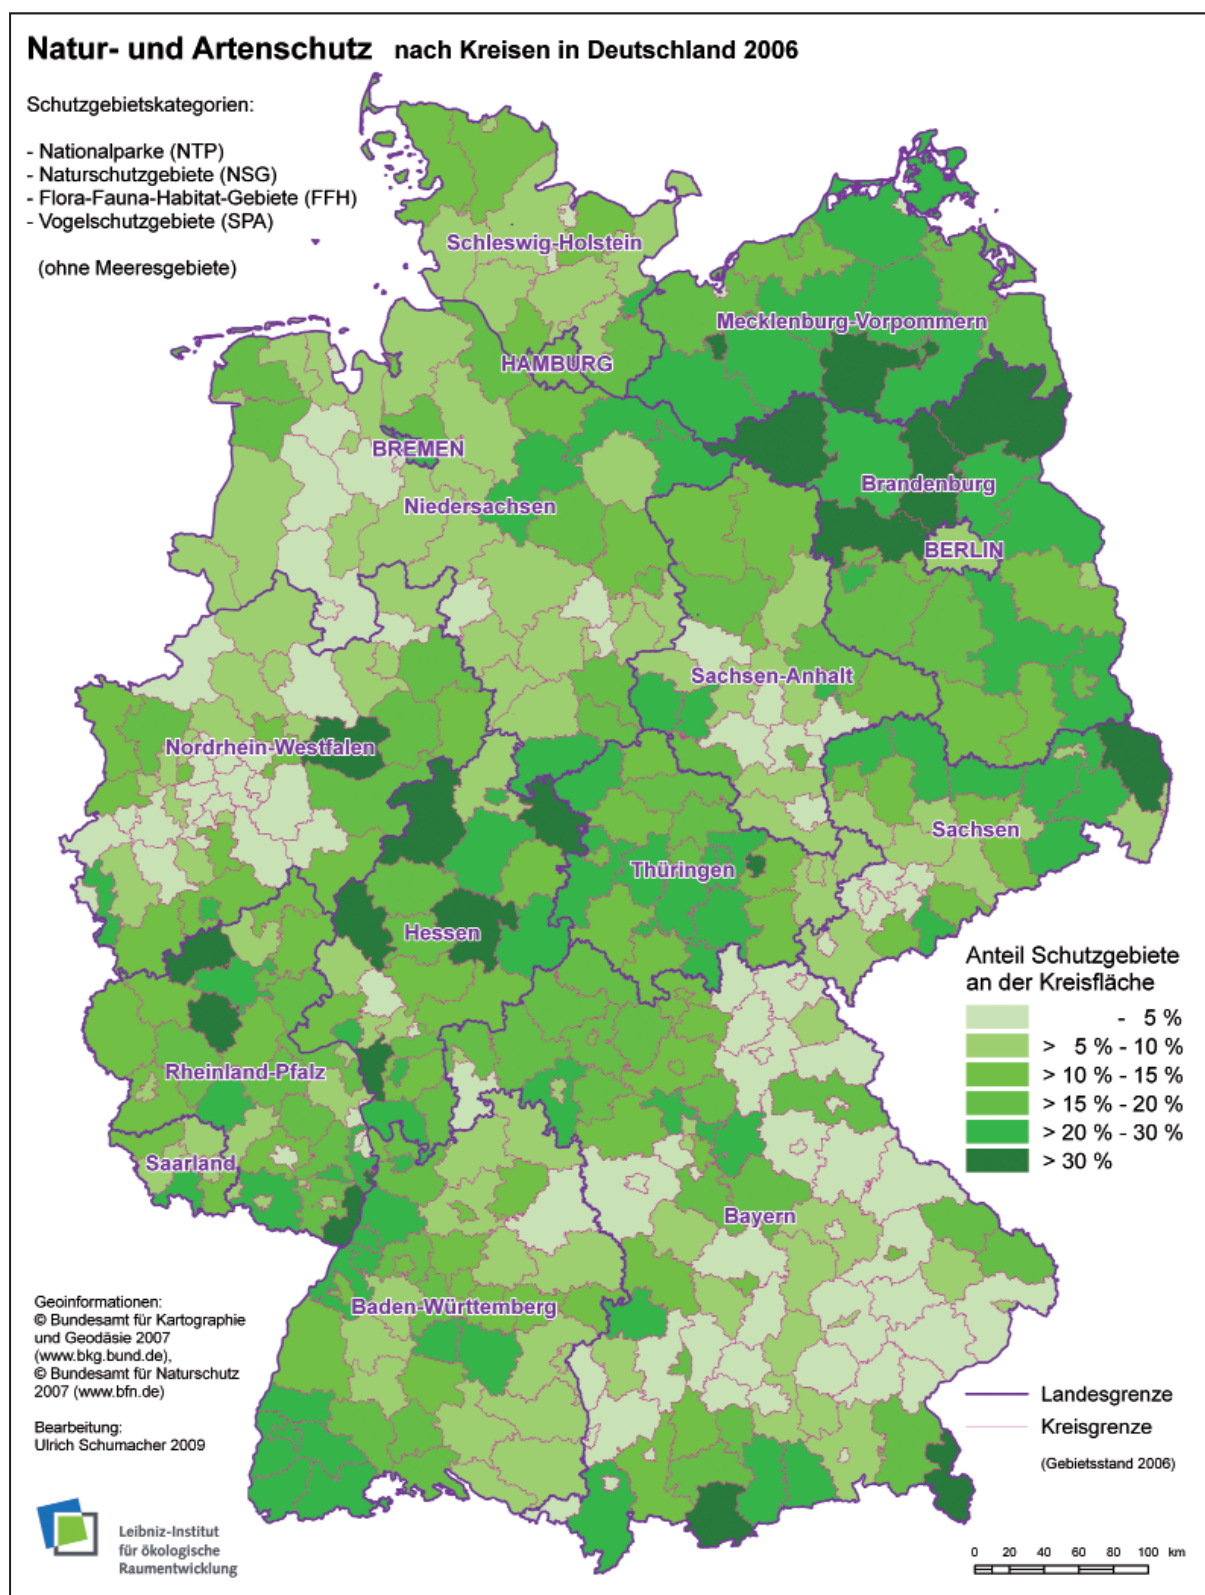 Natur- und Artenschutz nach Kreisen in Deutschland 2006
Schutzgebietskategorien:
- Nationalparke (NTP)
- Naturschutzgebiete (NSG)
- Flora-Fauna-Habitat-Gebiete (FFH)
- Vogelschutzgebiete (SPA)
(ohne Meeresgebiete)
Schleswig-Holstein
Mecklenburg-Vorpommern
HAMBURG
BREMEN
Niedersachsen
Brandenburg
BERLIN
Sachsen-Anhalt
Nordrhein-Westfalen
Sachsen
Thüringen
Hessen
Rheinland-Pfalz
Saarland
Bayern
Baden-Württemberg
Anteil Schutzgebiete
an der Kreisfläche
- 5 %
> 5 % - 10 %
> 10 % - 15 %
> 15 % - 20 %
> 20 % - 30 %
> 30 %
Geoinformationen:
© Bundesamt für Kartographie
und Geodäsie 2007
(www.bkg.bund.de),
© Bundesamt für Naturschutz
2007 (www.bfn.de)
Bearbeitung:
Ulrich Schumacher 2009
Landesgrenze
Kreisgrenze
(Gebietsstand 2006)
Leibniz-Institut
für ökologische
Raumentwicklung
0 20 40 60 80 100 km